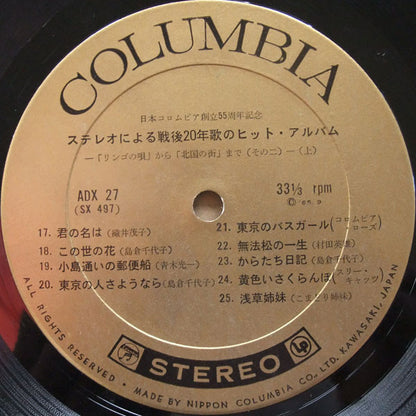 COLUMBIA
日本コロムビア創立55周年記念
ステレオによる戦後20年歌のヒット・アルバム
―「リンゴの唄」から「北国の街」まで(その二)―(上)
ADX 27
(SX 497)
33⅓ rpm
17. 君の名は(織井茂子)
18. この世の花(島倉千代子)
19. 小島通いの郵便船(青木光一)
20. 東京の人さようなら(島倉千代子)
21. 東京のバスガール(コロムビア・ローズ)
22. 無法松の一生(村田英雄)
23. からたち日記(島倉千代子)
24. 黄色いさくらんぼ(スリー・キャッツ)
25. 浅草姉妹(こまどり姉妹)
STEREO
LP
ALL RIGHTS RESERVED • MADE BY NIPPON COLUMBIA CO., LTD. KAWASAKI, JAPAN